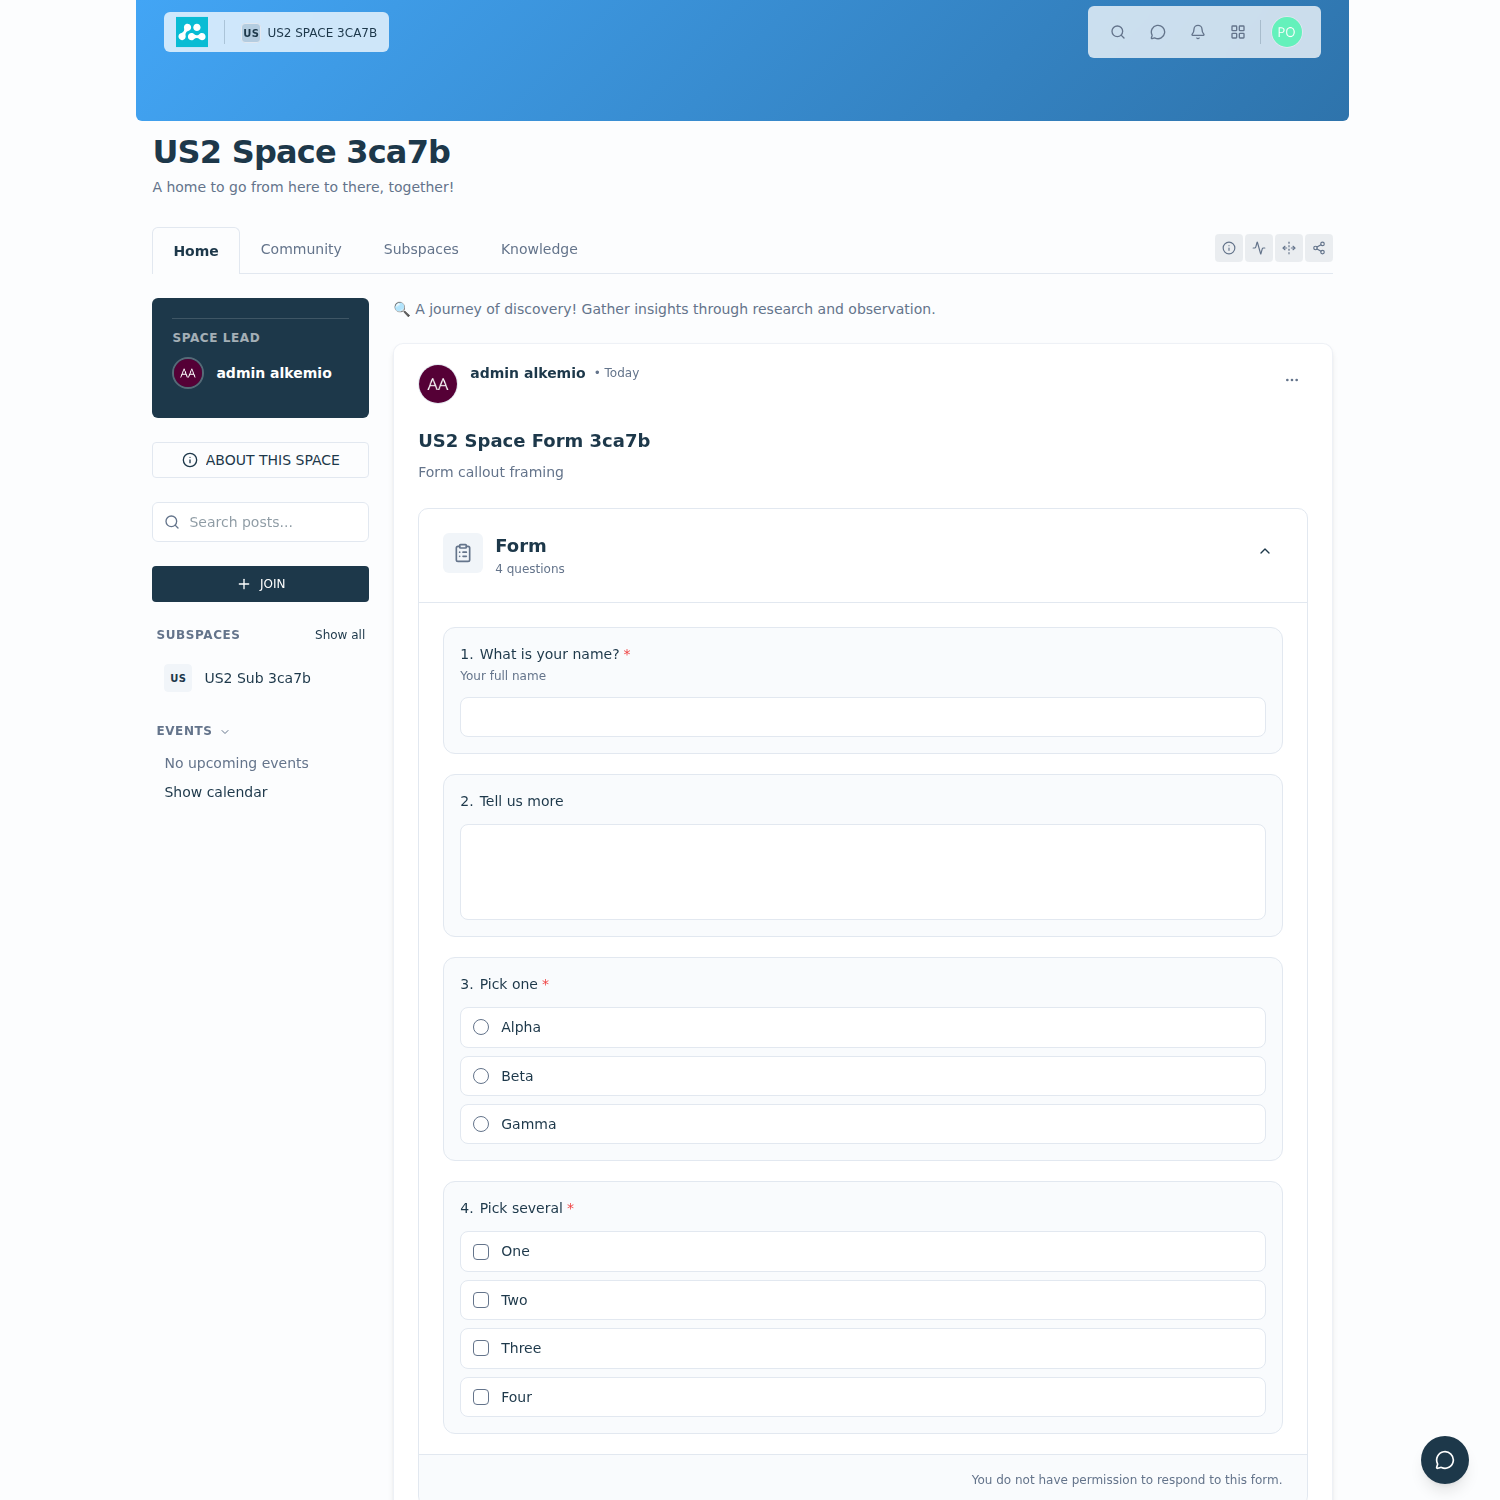 US US2 SPACE 3CA7B
PO
US2 Space 3ca7b
A home to go from here to there, together!
Home
Community
Subspaces
Knowledge
SPACE LEAD
AA admin alkemio
ABOUT THIS SPACE
Search posts...
JOIN
SUBSPACES Show all
US US2 Sub 3ca7b
EVENTS
No upcoming events
Show calendar
🔍 A journey of discovery! Gather insights through research and observation.
AA admin alkemio • Today
US2 Space Form 3ca7b
Form callout framing
Form
4 questions
1. What is your name? *
Your full name
2. Tell us more
3. Pick one *
Alpha
Beta
Gamma
4. Pick several *
One
Two
Three
Four
You do not have permission to respond to this form.